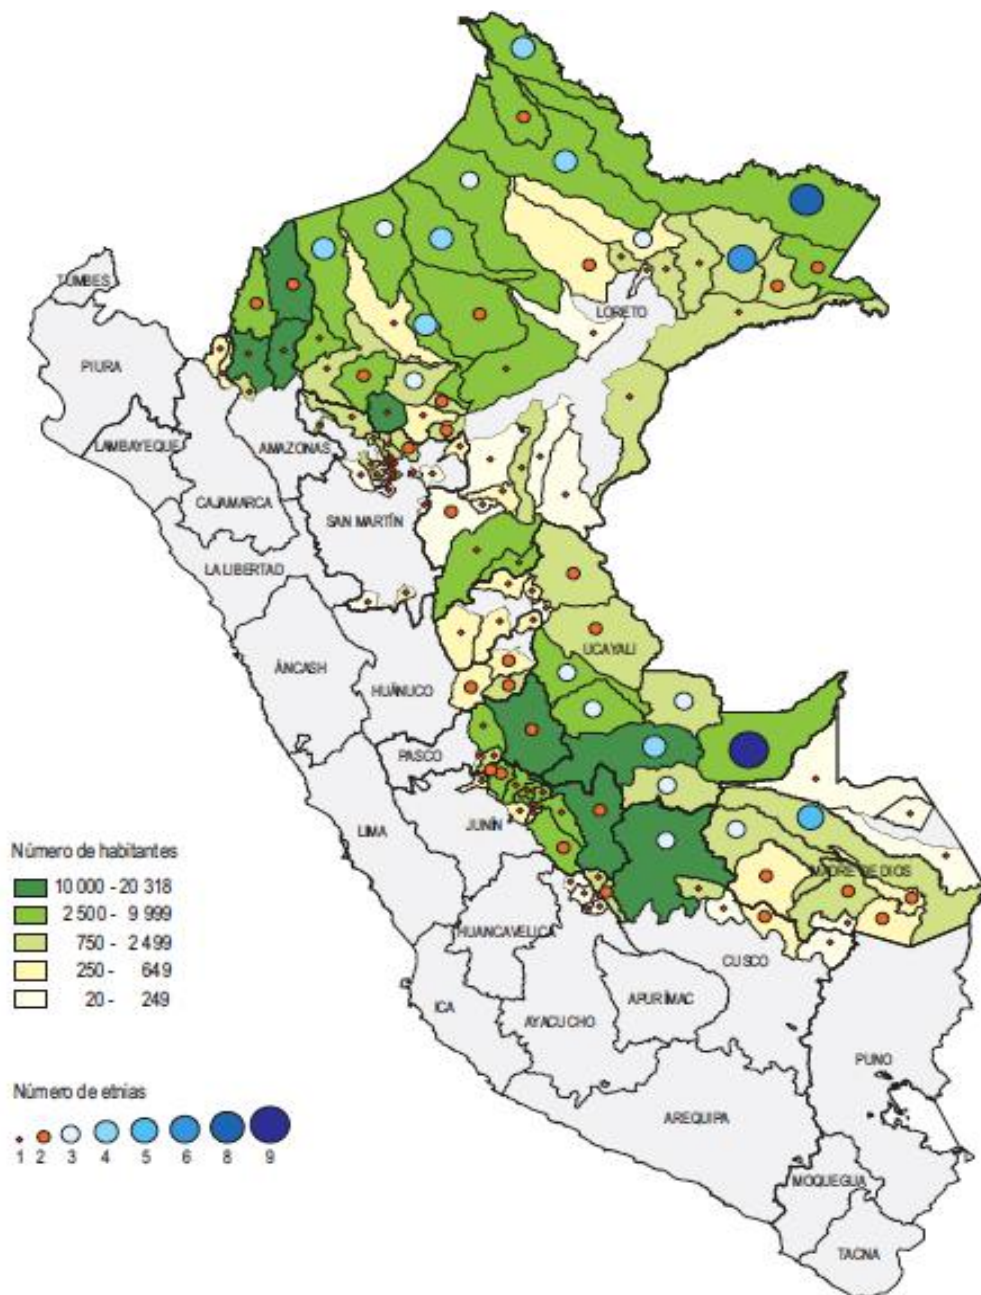 TUMBES
LORETO
PIURA
LAMBAYEQUE
AMAZONAS
CAJAMARCA
SAN MARTÍN
LA LIBERTAD
UCAYALI
ÁNCASH
HUÁNUCO
PASCO
LIMA
JUNÍN
MADRE DE DIOS
HUANCAVELICA
CUSCO
ICA
AYACUCHO
APURÍMAC
PUNO
AREQUIPA
MOQUEGUA
TACNA
Número de habitantes
10 000 - 20 318
2 500 - 9 999
750 - 2 499
250 - 649
20 - 249
Número de etnias
1 2 3 4 5 6 8 9